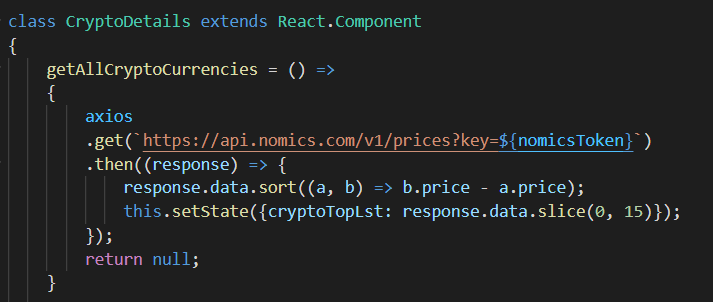 class CryptoDetails extends React.Component
{
getAllCryptoCurrencies = () =>
{
axios
.get(`https://api.nomics.com/v1/prices?key=${nomicsToken}`)
.then((response) => {
response.data.sort((a, b) => b.price - a.price);
this.setState({cryptoTopLst: response.data.slice(0, 15)});
});
return null;
}